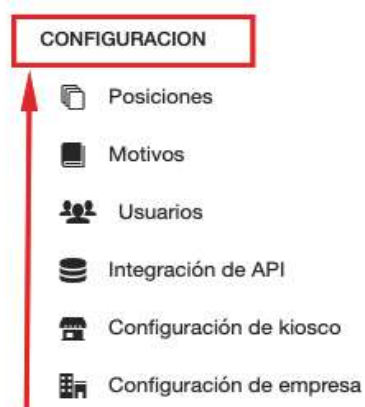 CONFIGURACION
Posiciones
Motivos
Usuarios
Integración de API
Configuración de kiosco
Configuración de empresa